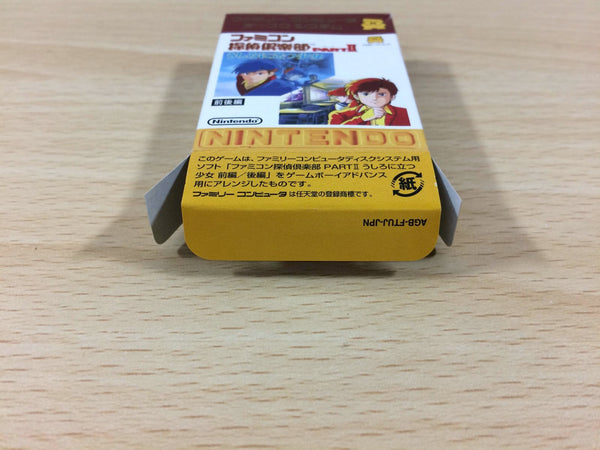 ファミコン
探偵倶楽部 PARTⅡ
前後編
Nintendo
NINTENDO
このゲームは、ファミリーコンピュータディスクシステム用
ソフト「ファミコン探偵倶楽部 PARTⅡ うしろに立つ
少女 前編／後編」をゲームボーイアドバンス
用にアレンジしたものです。
ファミリー コンピュータ は任天堂の登録商標です。
紙
AGB-FTUJ-JPN